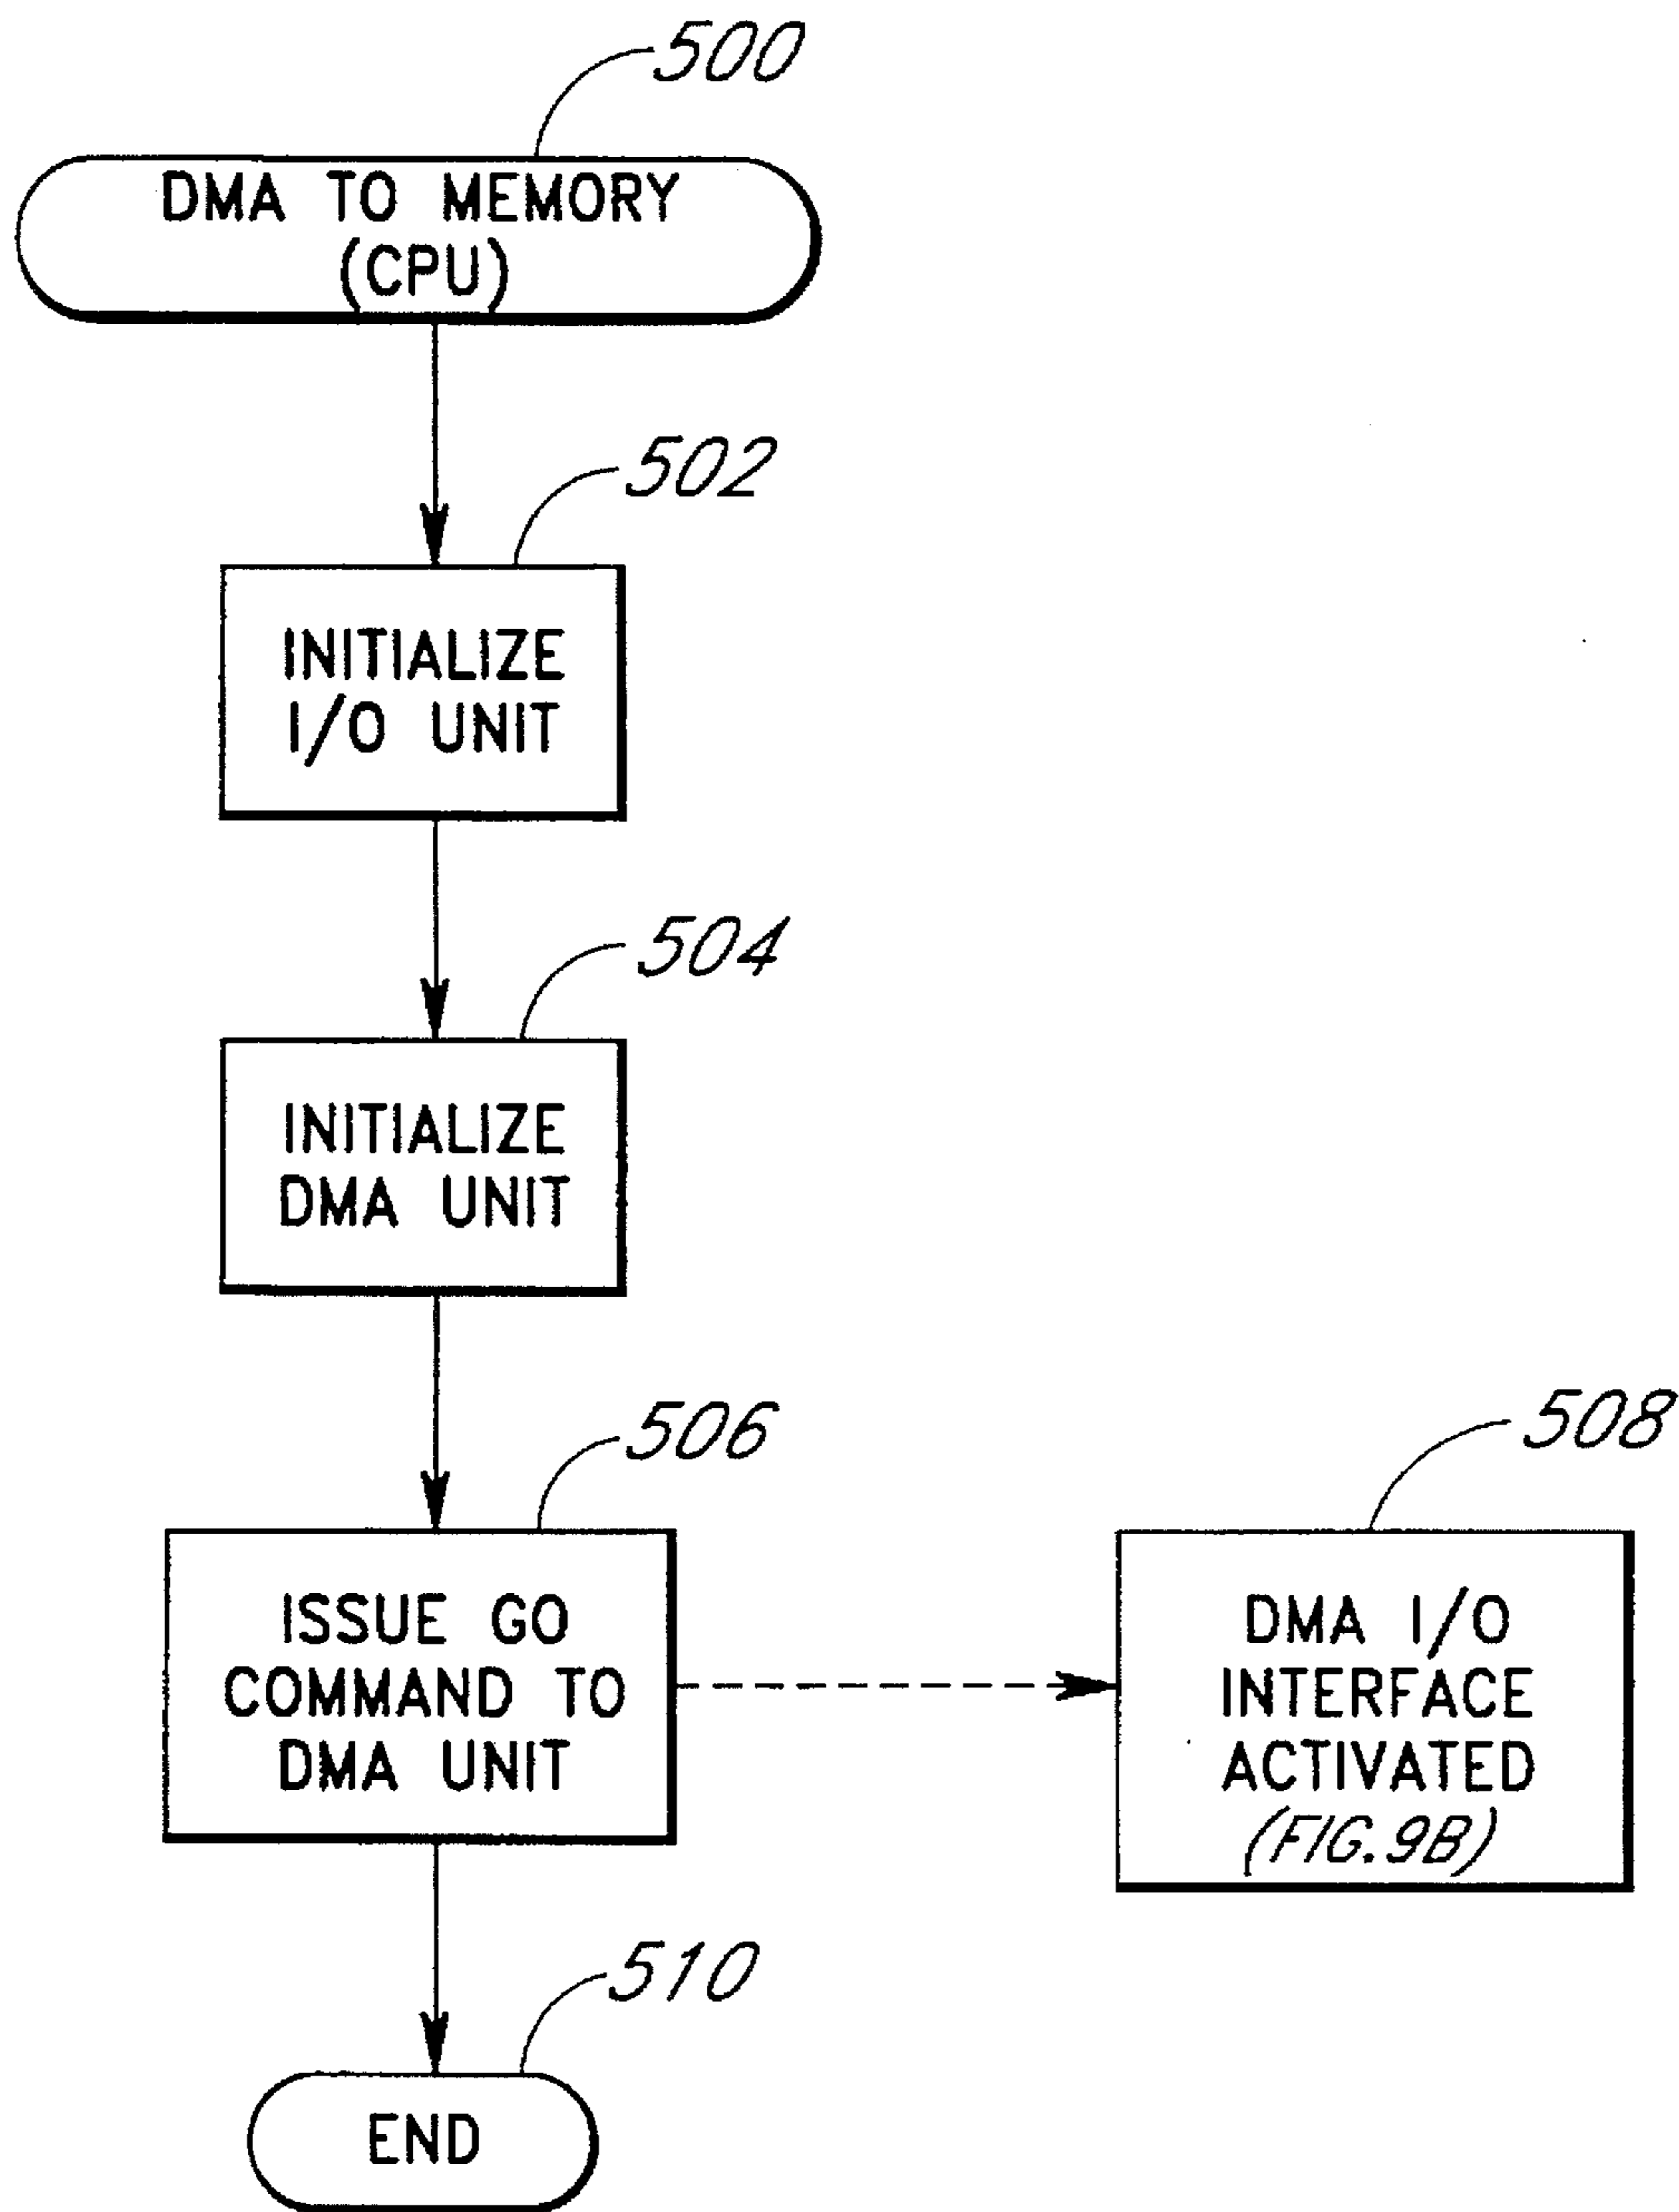 500
DMA TO MEMORY
(CPU)
502
INITIALIZE
I/O UNIT
504
INITIALIZE
DMA UNIT
506
ISSUE GO
COMMAND TO
DMA UNIT
508
DMA I/O
INTERFACE
ACTIVATED
(FIG. 9B)
510
END